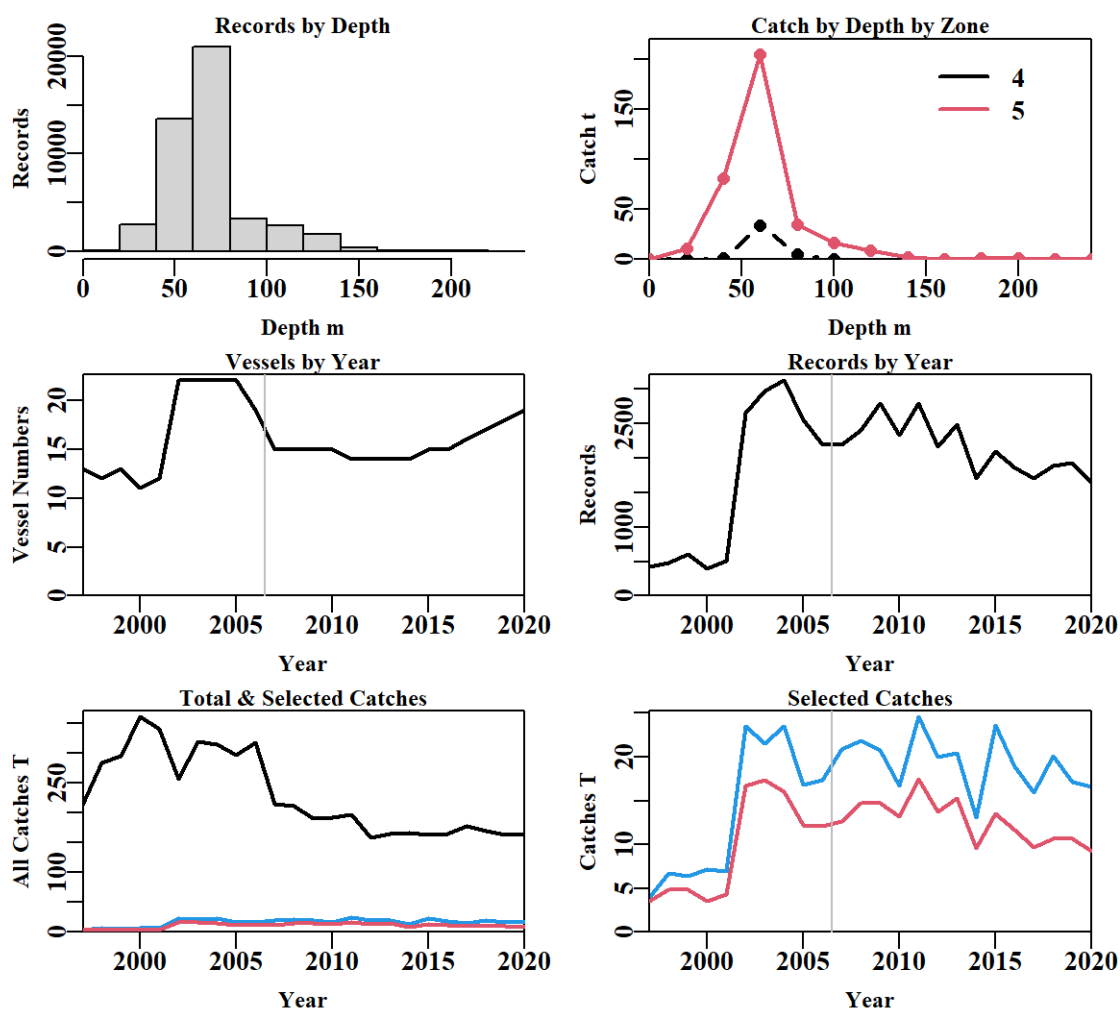 Records by Depth
Records
0 10000 20000
0 50 100 150 200
Depth m
Catch by Depth by Zone
Catch t
0 50 150
4
5
0 50 100 150 200
Depth m
Vessels by Year
Vessel Numbers
0 5 10 15 20
2000 2005 2010 2015 2020
Year
Records by Year
Records
0 1000 2500
2000 2005 2010 2015 2020
Year
Total & Selected Catches
All Catches T
0 100 250
2000 2005 2010 2015 2020
Year
Selected Catches
Catches T
0 5 10 20
2000 2005 2010 2015 2020
Year